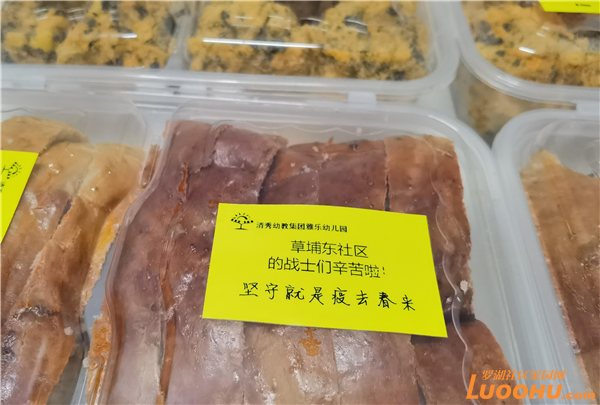 清秀幼教集团雅乐幼儿园
草埔东社区
的战士们辛苦啦!
坚守就是疫去春来
罗湖社区家园网
LUOOHU.com